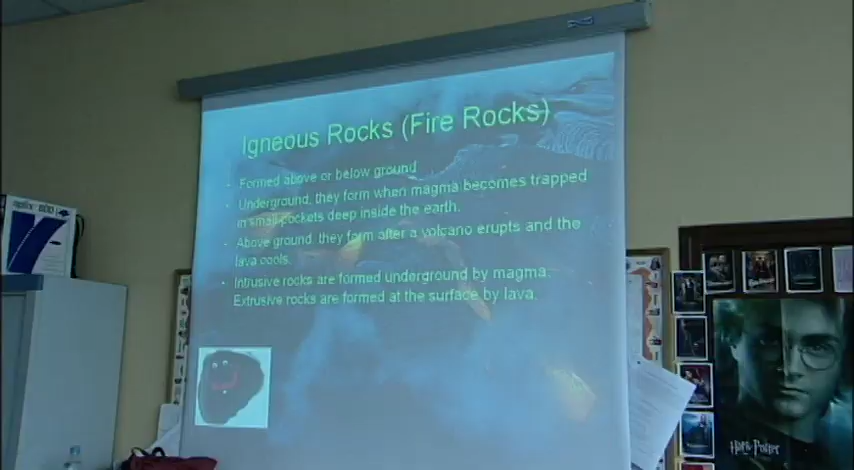 Igneous Rocks (Fire Rocks)
Formed above or below ground
Underground, they form when magma becomes trapped
in small pockets deep inside the earth.
Above ground, they form after a volcano erupts and the
lava cools.
Intrusive rocks are formed underground by magma.
Extrusive rocks are formed at the surface by lava.
Harry Potter